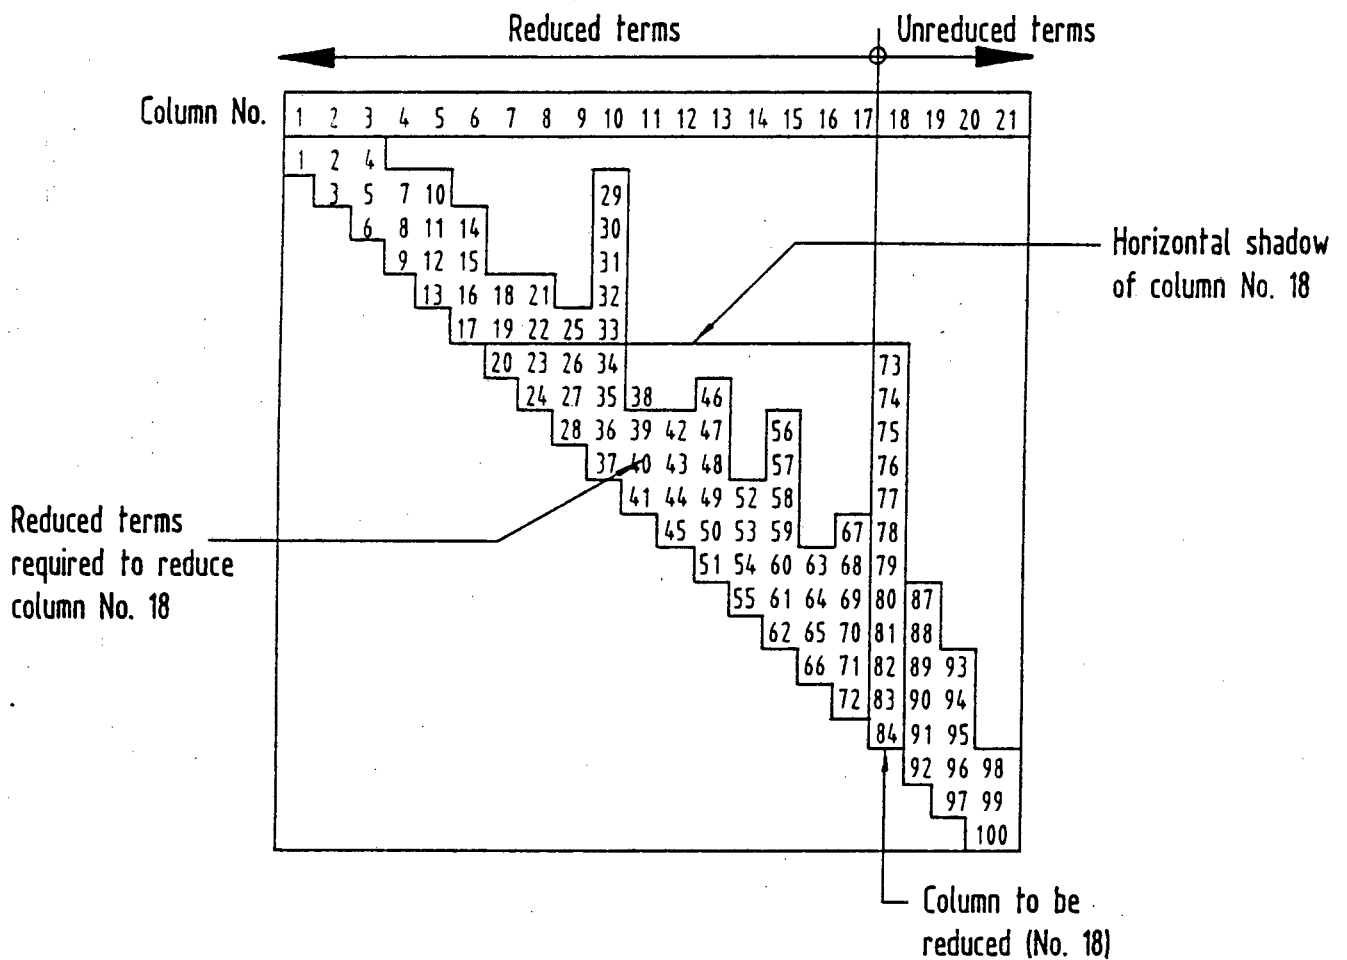 Reduced terms Unreduced terms
Column No. 1 2 3 4 5 6 7 8 9 10 11 12 13 14 15 16 17 18 19 20 21
1 2 4
3 5 7 10 29
6 8 11 14 30
9 12 15 31
13 16 18 21 32
17 19 22 25 33
20 23 26 34 73
24 27 35 38 46 74
28 36 39 42 47 56 75
37 40 43 48 57 76
41 44 49 52 58 77
45 50 53 59 67 78
51 54 60 63 68 79
55 61 64 69 80 87
62 65 70 81 88
66 71 82 89 93
72 83 90 94
84 91 95
92 96 98
97 99
100
Horizontal shadow
of column No. 18
Reduced terms
required to reduce
column No. 18
Column to be
reduced (No. 18)